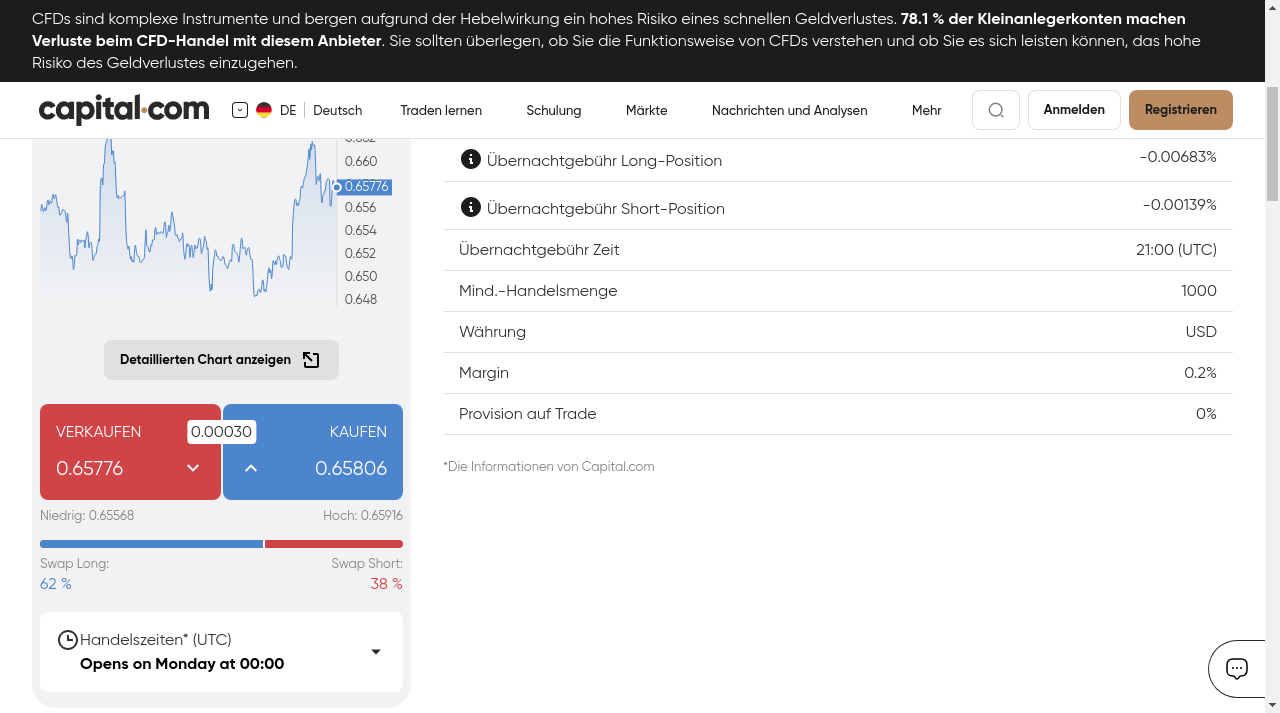 CFDs sind komplexe Instrumente und bergen aufgrund der Hebelwirkung ein hohes Risiko eines schnellen Geldverlustes. 78.1 % der Kleinanlegerkonten machen
Verluste beim CFD-Handel mit diesem Anbieter. Sie sollten überlegen, ob Sie die Funktionsweise von CFDs verstehen und ob Sie es sich leisten können, das hohe
Risiko des Geldverlustes einzugehen.
capital.com
DE
Deutsch
Traden lernen
Schulung
Märkte
Nachrichten und Analysen
Mehr
Anmelden
Registrieren
0.660
0.65776
0.656
0.654
0.652
0.650
0.648
Detaillierten Chart anzeigen
VERKAUFEN
0.00030
KAUFEN
0.65776
0.65806
Niedrig: 0.65568
Hoch: 0.65916
Swap Long:
Swap Short:
62 %
38 %
Handelszeiten* (UTC)
Opens on Monday at 00:00
Übernachtgebühr Long-Position
-0.00683%
Übernachtgebühr Short-Position
-0.00139%
Übernachtgebühr Zeit
21:00 (UTC)
Mind.-Handelsmenge
1000
Währung
USD
Margin
0.2%
Provision auf Trade
0%
*Die Informationen von Capital.com